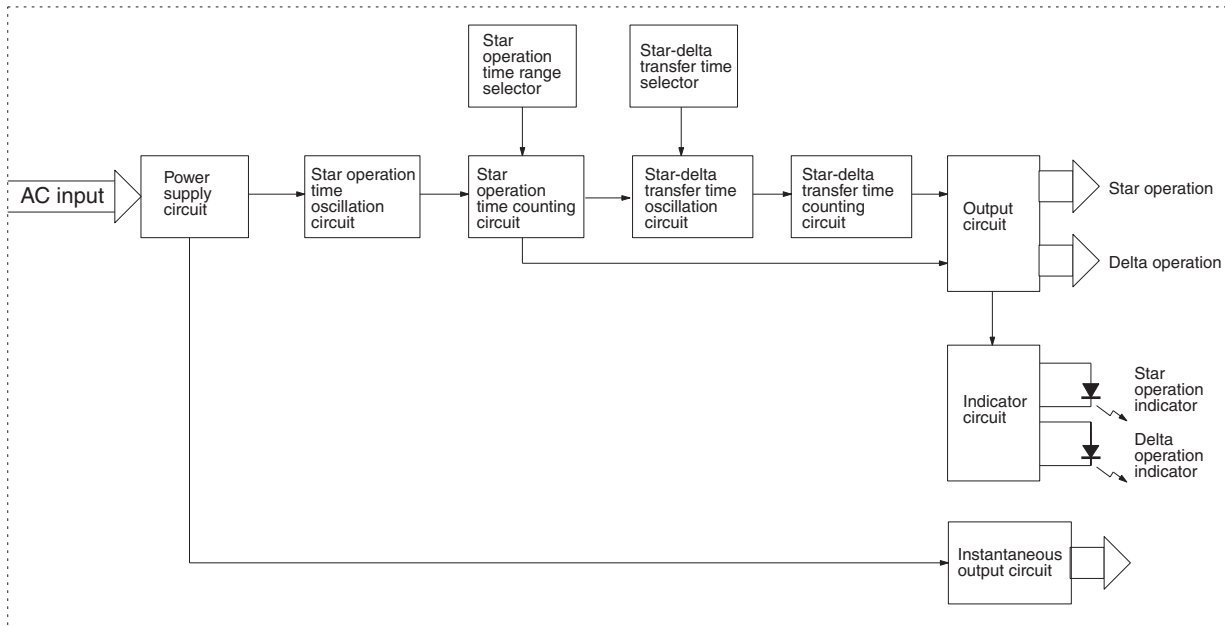 Star
operation
time range
selector
Star-delta
transfer time
selector
AC input
Power
supply
circuit
Star operation
time
oscillation
circuit
Star
operation
time counting
circuit
Star-delta
transfer time
oscillation
circuit
Star-delta
transfer time
counting
circuit
Output
circuit
Star operation
Delta operation
Indicator
circuit
Star
operation
indicator
Delta
operation
indicator
Instantaneous
output circuit